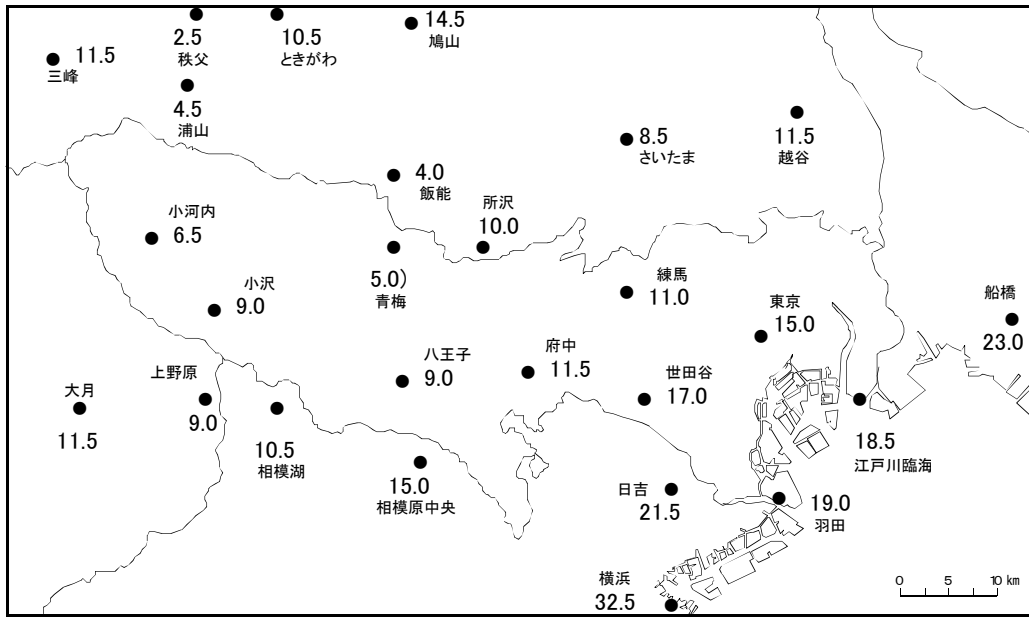 14.5
鳩山
2.5
秩父
10.5
ときがわ
11.5
三峰
4.5
浦山
8.5
さいたま
11.5
越谷
4.0
飯能
所沢
10.0
小河内
6.5
5.0)
青梅
小沢
9.0
練馬
11.0
東京
15.0
船橋
23.0
八王子
9.0
府中
11.5
世田谷
17.0
大月
11.5
上野原
9.0
10.5
相模湖
15.0
相模原中央
18.5
江戸川臨海
日吉
21.5
19.0
羽田
横浜
32.5
0 5 10 km